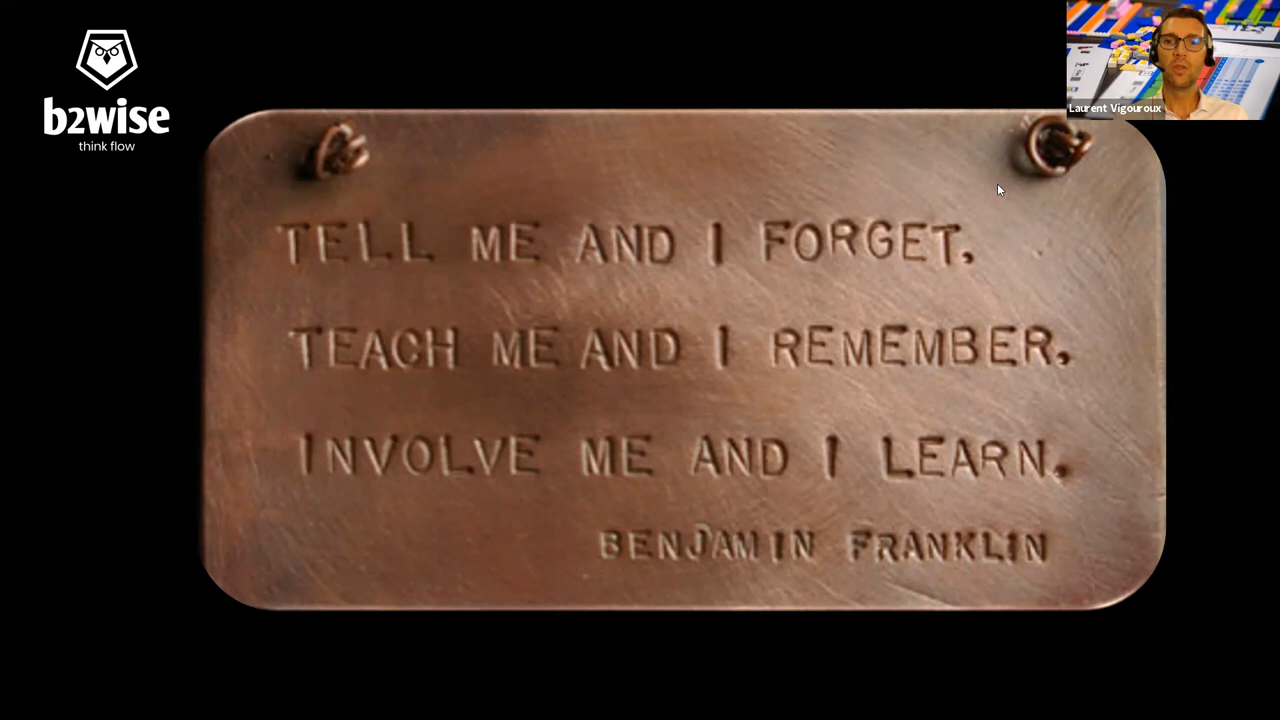 b2wise
think flow
Laurent Vigouroux
TELL ME AND I FORGET.
TEACH ME AND I REMEMBER.
INVOLVE ME AND I LEARN.
BENJAMIN FRANKLIN